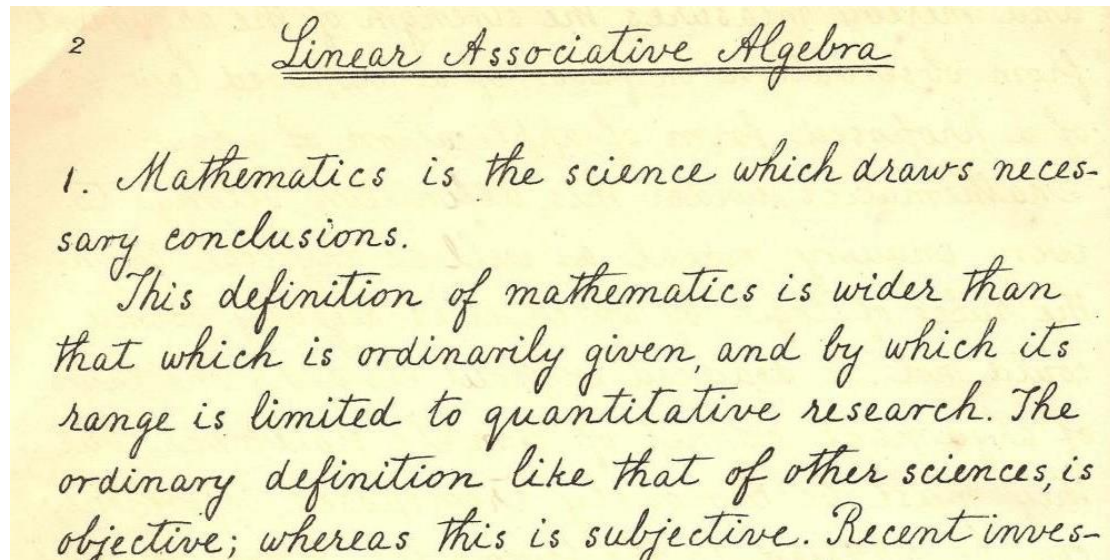 2
Linear Associative Algebra
1. Mathematics is the science which draws neces-
sary conclusions.
This definition of mathematics is wider than
that which is ordinarily given, and by which its
range is limited to quantitative research. The
ordinary definition like that of other sciences, is
objective; whereas this is subjective. Recent inves-